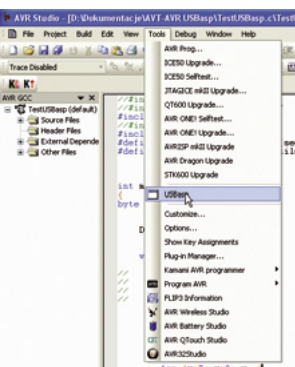 AVR Studio - [D:\Dokumentacje\AVT-AVR USBasp\TestUSBasp.c\Test
File Project Build Edit View Tools Debug Window Help
Trace Disabled
AVR GCC
TestUSBasp (default)
Source Files
Header Files
External Depende
Other Files
int
byte
AVR Prog...
ICE50 Upgrade...
ICE50 Selftest...
JTAGICE mkII Upgrade...
QT600 Upgrade...
AVR ONE! Selftest...
AVR ONE! Upgrade...
AVRISP mkII Upgrade
AVR Dragon Upgrade
STK600 Upgrade
USBasp
Customize...
Options...
Show Key Assignments
Plug-in Manager...
Kamami AVR programmer
Program AVR
FLIP3 Information
AVR Wireless Studio
AVR Battery Studio
AVR QTouch Studio
AVR32Studio